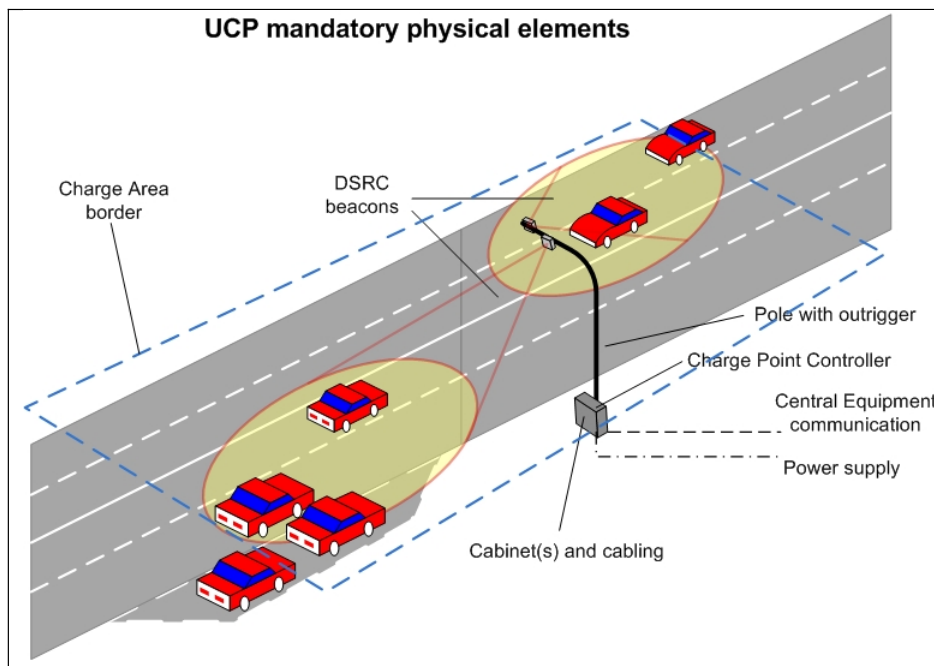 UCP mandatory physical elements
Charge Area
border
DSRC
beacons
Pole with outrigger
Charge Point Controller
Central Equipment
communication
Power supply
Cabinet(s) and cabling